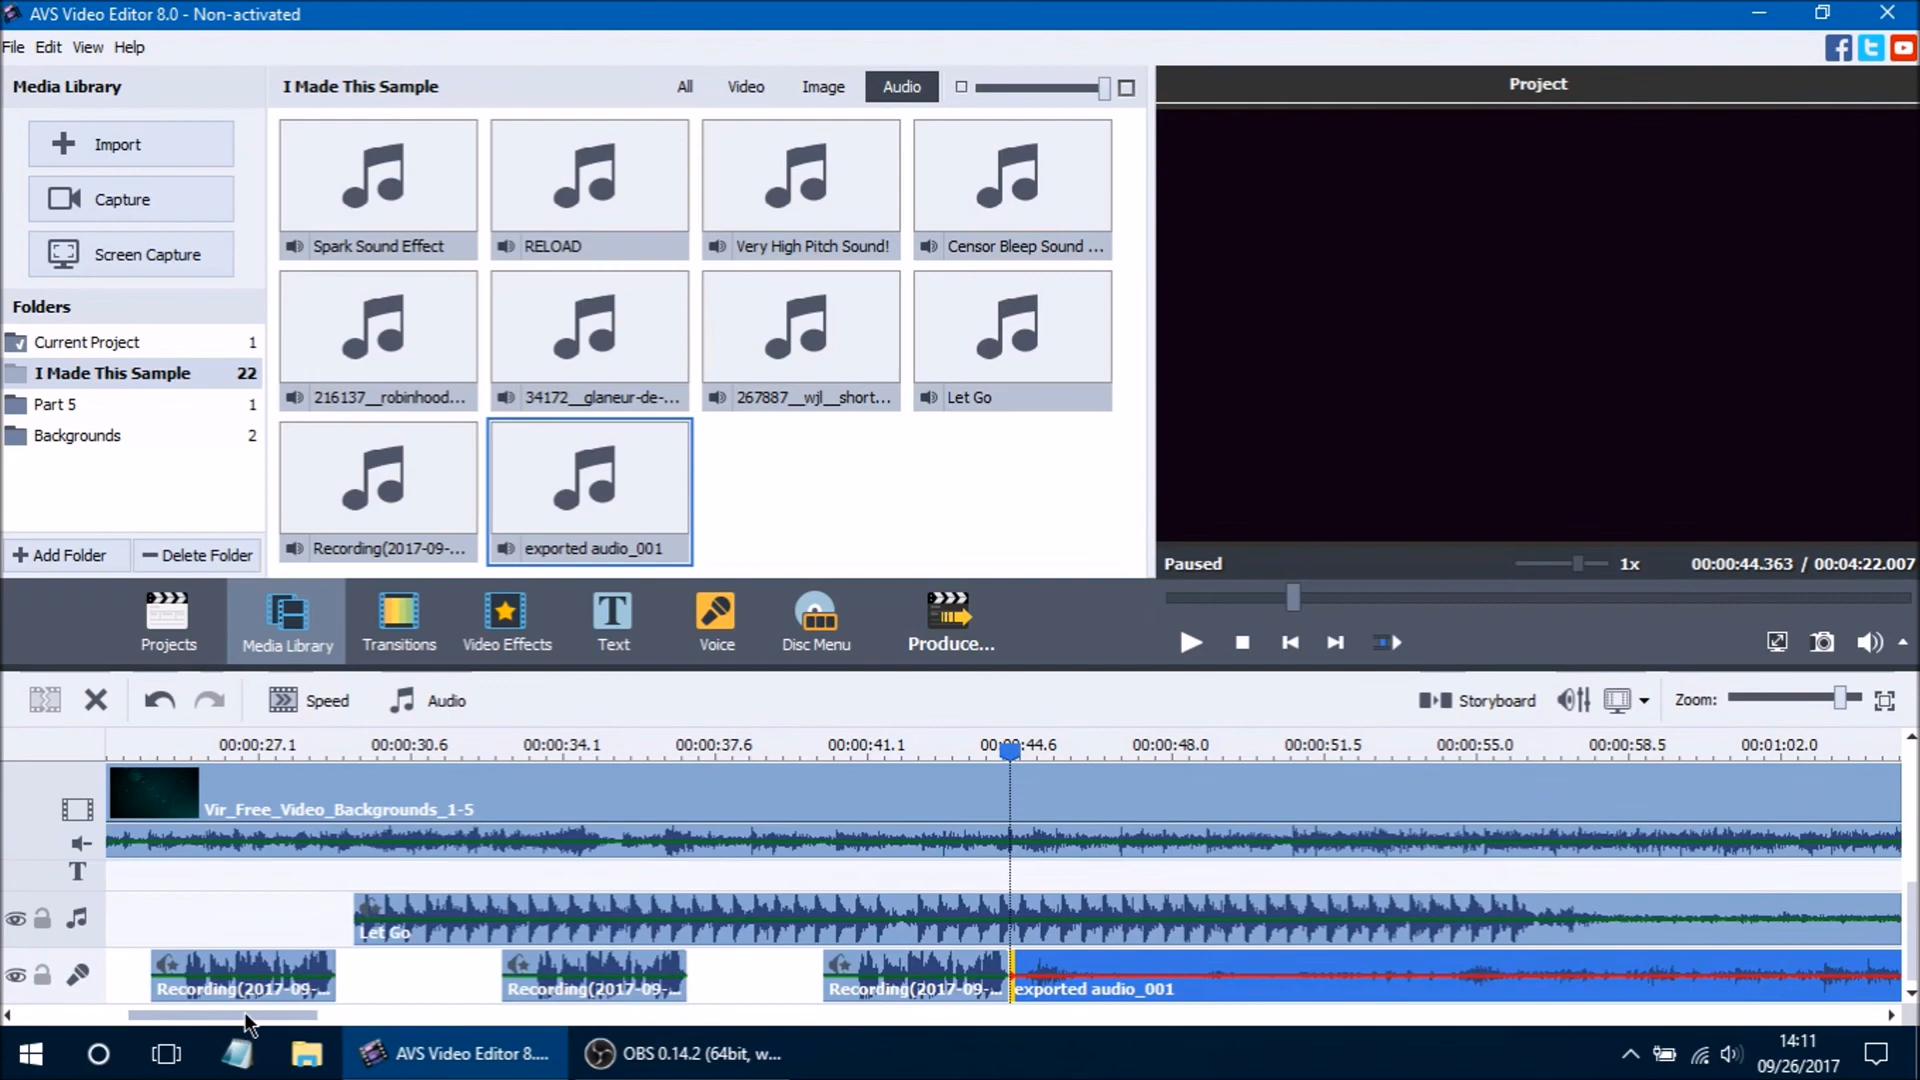 AVS Video Editor 8.0 - Non-activated
File Edit View Help
Media Library
I Made This Sample
All Video Image Audio
Project
Import
Capture
Screen Capture
Spark Sound Effect
RELOAD
Very High Pitch Sound!
Censor Bleep Sound ...
Folders
Current Project 1
I Made This Sample 22
Part 5 1
Backgrounds 2
216137__robinhood...
34172__glaneur-de-...
267887__wjl__short...
Let Go
Recording(2017-09-...
exported audio_001
Add Folder
Delete Folder
Paused
1x
00:00:44.363 / 00:04:22.007
Projects
Media Library
Transitions
Video Effects
T
Text
Voice
Disc Menu
Produce...
Speed
Audio
Storyboard
Zoom:
00:00:27.1 00:00:30.6 00:00:34.1 00:00:37.6 00:00:41.1 00:00:44.6 00:00:48.0 00:00:51.5 00:00:55.0 00:00:58.5 00:01:02.0
Vir_Free_Video_Backgrounds_1-5
T
Let Go
Recording(2017-09-...
Recording(2017-09-...
Recording(2017-09-...
exported audio_001
AVS Video Editor 8....
OBS 0.14.2 (64bit, w...
14:11
09/26/2017